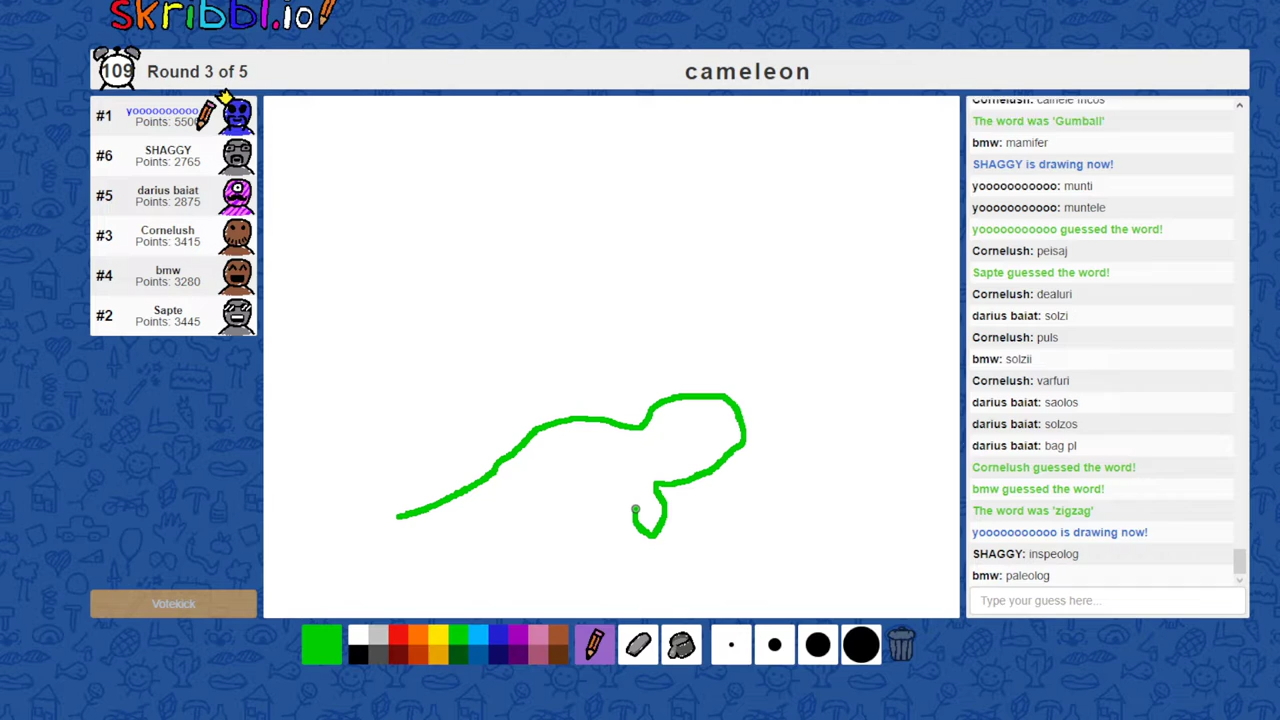 skribbl.io
109 Round 3 of 5
cameleon
#1 yooooooooooo
Points: 5500
#6 SHAGGY
Points: 2765
#5 darius baiat
Points: 2875
#3 Cornelush
Points: 3415
#4 bmw
Points: 3280
#2 Sapte
Points: 3445
Votekick
The word was 'Gumball'
bmw: mamifer
SHAGGY is drawing now!
yooooooooooo: munti
yooooooooooo: muntele
yooooooooooo guessed the word!
Cornelush: peisaj
Sapte guessed the word!
Cornelush: dealuri
darius baiat: solzi
Cornelush: puls
bmw: solzii
Cornelush: varfuri
darius baiat: saolos
darius baiat: solzos
darius baiat: bag pl
Cornelush guessed the word!
bmw guessed the word!
The word was 'zigzag'
yooooooooooo is drawing now!
SHAGGY: inspeolog
bmw: paleolog
Type your guess here...